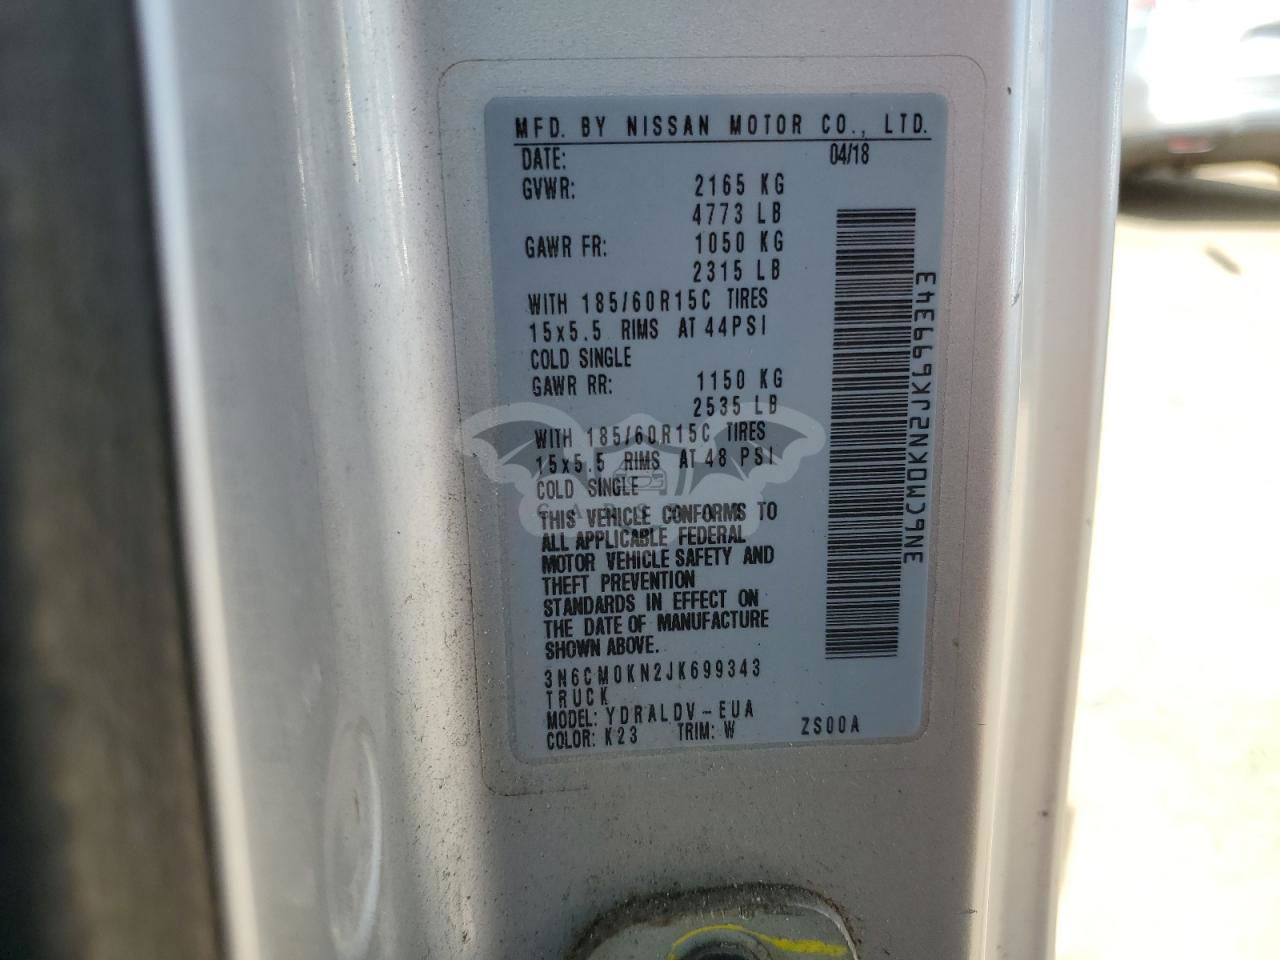 MFD. BY NISSAN MOTOR CO., LTD.
DATE: 04/18
GVWR: 2165 KG
4773 LB
GAWR FR: 1050 KG
2315 LB
WITH 185/60R15C TIRES
15x5.5 RIMS AT 44PSI
COLD SINGLE
GAWR RR: 1150 KG
2535 LB
WITH 185/60R15C TIRES
15x5.5 RIMS AT 48 PSI
COLD SINGLE
THIS VEHICLE CONFORMS TO
ALL APPLICABLE FEDERAL
MOTOR VEHICLE SAFETY AND
THEFT PREVENTION
STANDARDS IN EFFECT ON
THE DATE OF MANUFACTURE
SHOWN ABOVE.
3N6CM0KN2JK699343
TRUCK
MODEL: YDRALDV-EUA
COLOR: K23 TRIM: W ZS00A
3N6CM0KN2JK699343